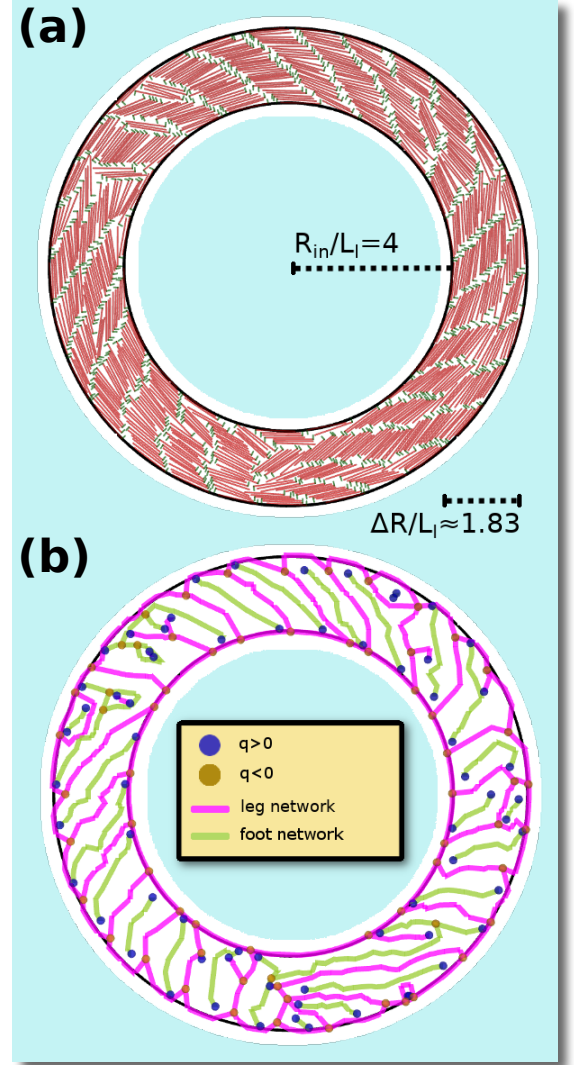 (a)
R_in/L_l=4
ΔR/L_l≈1.83
(b)
q>0
q<0
leg network
foot network